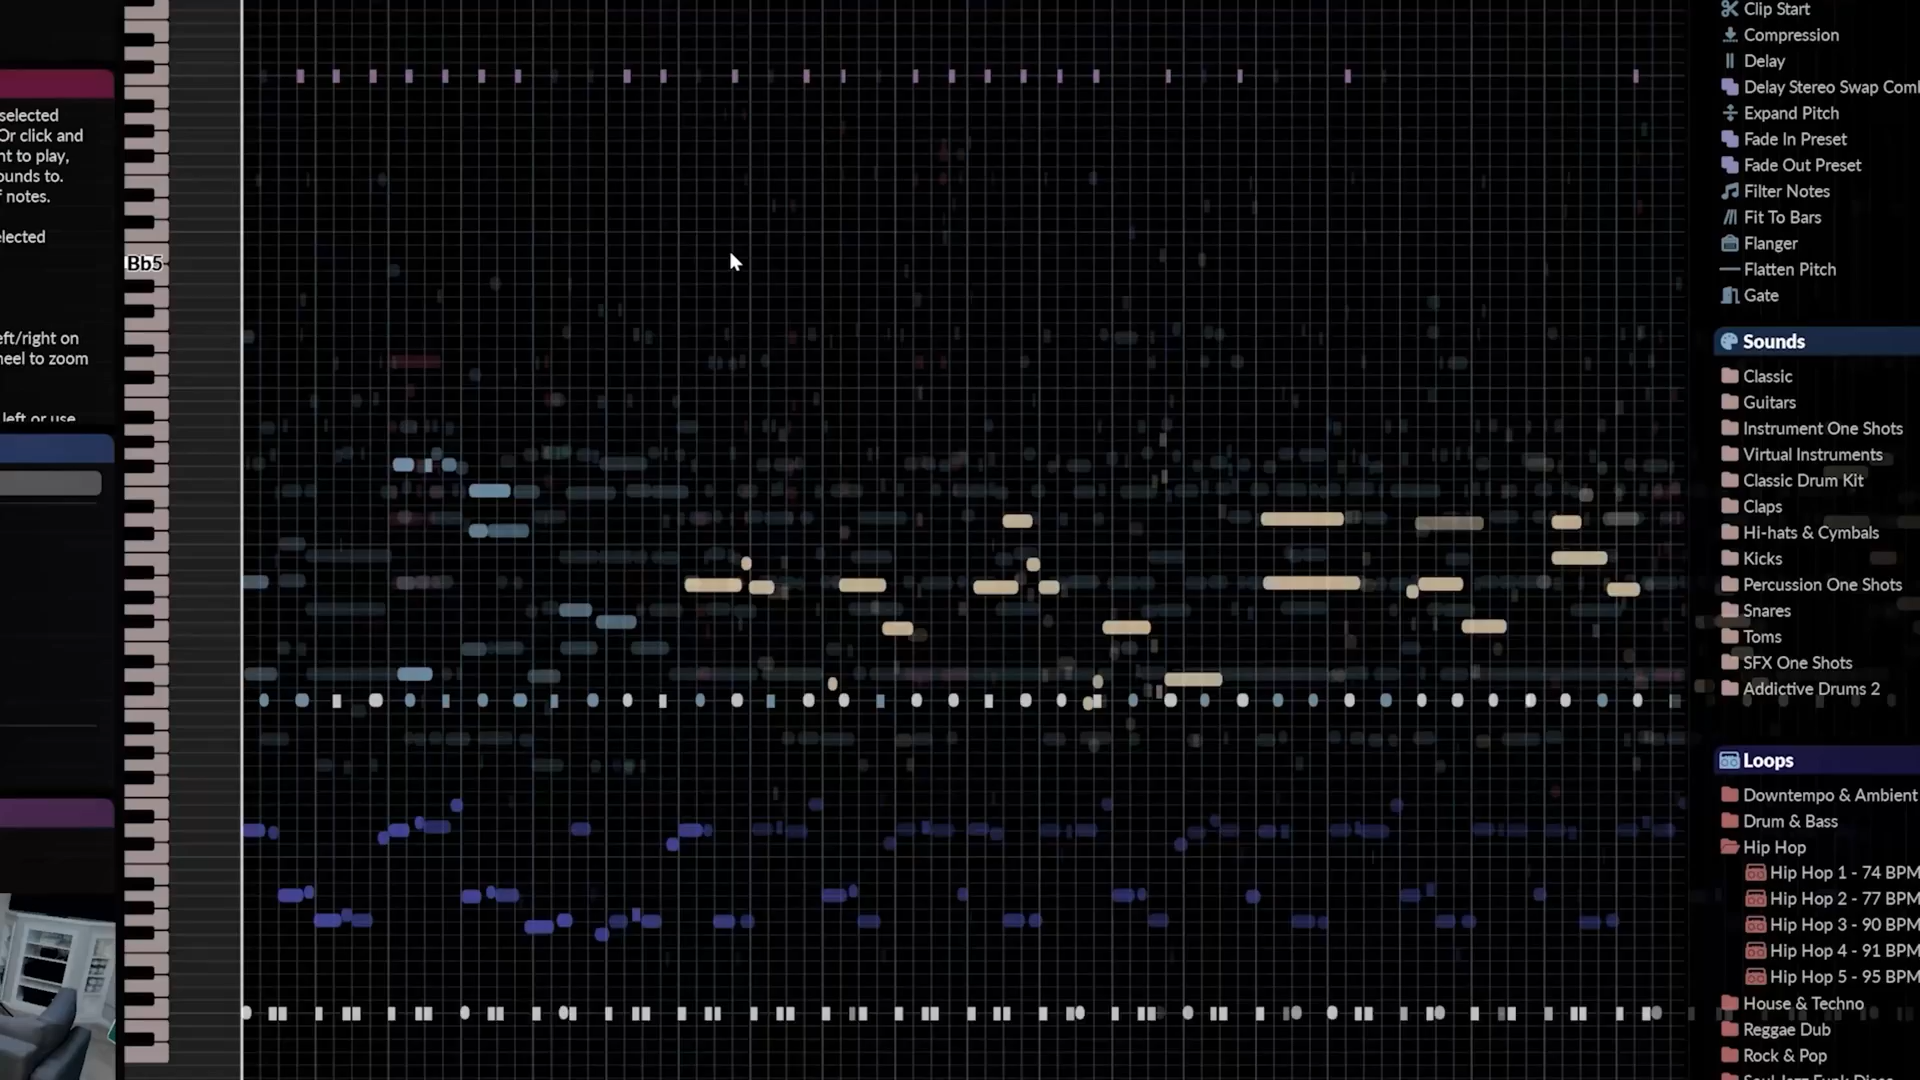 selected
Or click and
nt to play,
ounds to.
f notes.
elected
eft/right on
heel to zoom
left or use
Bb5
Clip Start
Compression
Delay
Delay Stereo Swap Com
Expand Pitch
Fade In Preset
Fade Out Preset
Filter Notes
Fit To Bars
Flanger
Flatten Pitch
Gate
Sounds
Classic
Guitars
Instrument One Shots
Virtual Instruments
Classic Drum Kit
Claps
Hi-hats & Cymbals
Kicks
Percussion One Shots
Snares
Toms
SFX One Shots
Addictive Drums 2
Loops
Downtempo & Ambient
Drum & Bass
Hip Hop
Hip Hop 1 - 74 BPM
Hip Hop 2 - 77 BPM
Hip Hop 3 - 90 BPM
Hip Hop 4 - 91 BPM
Hip Hop 5 - 95 BPM
House & Techno
Reggae Dub
Rock & Pop